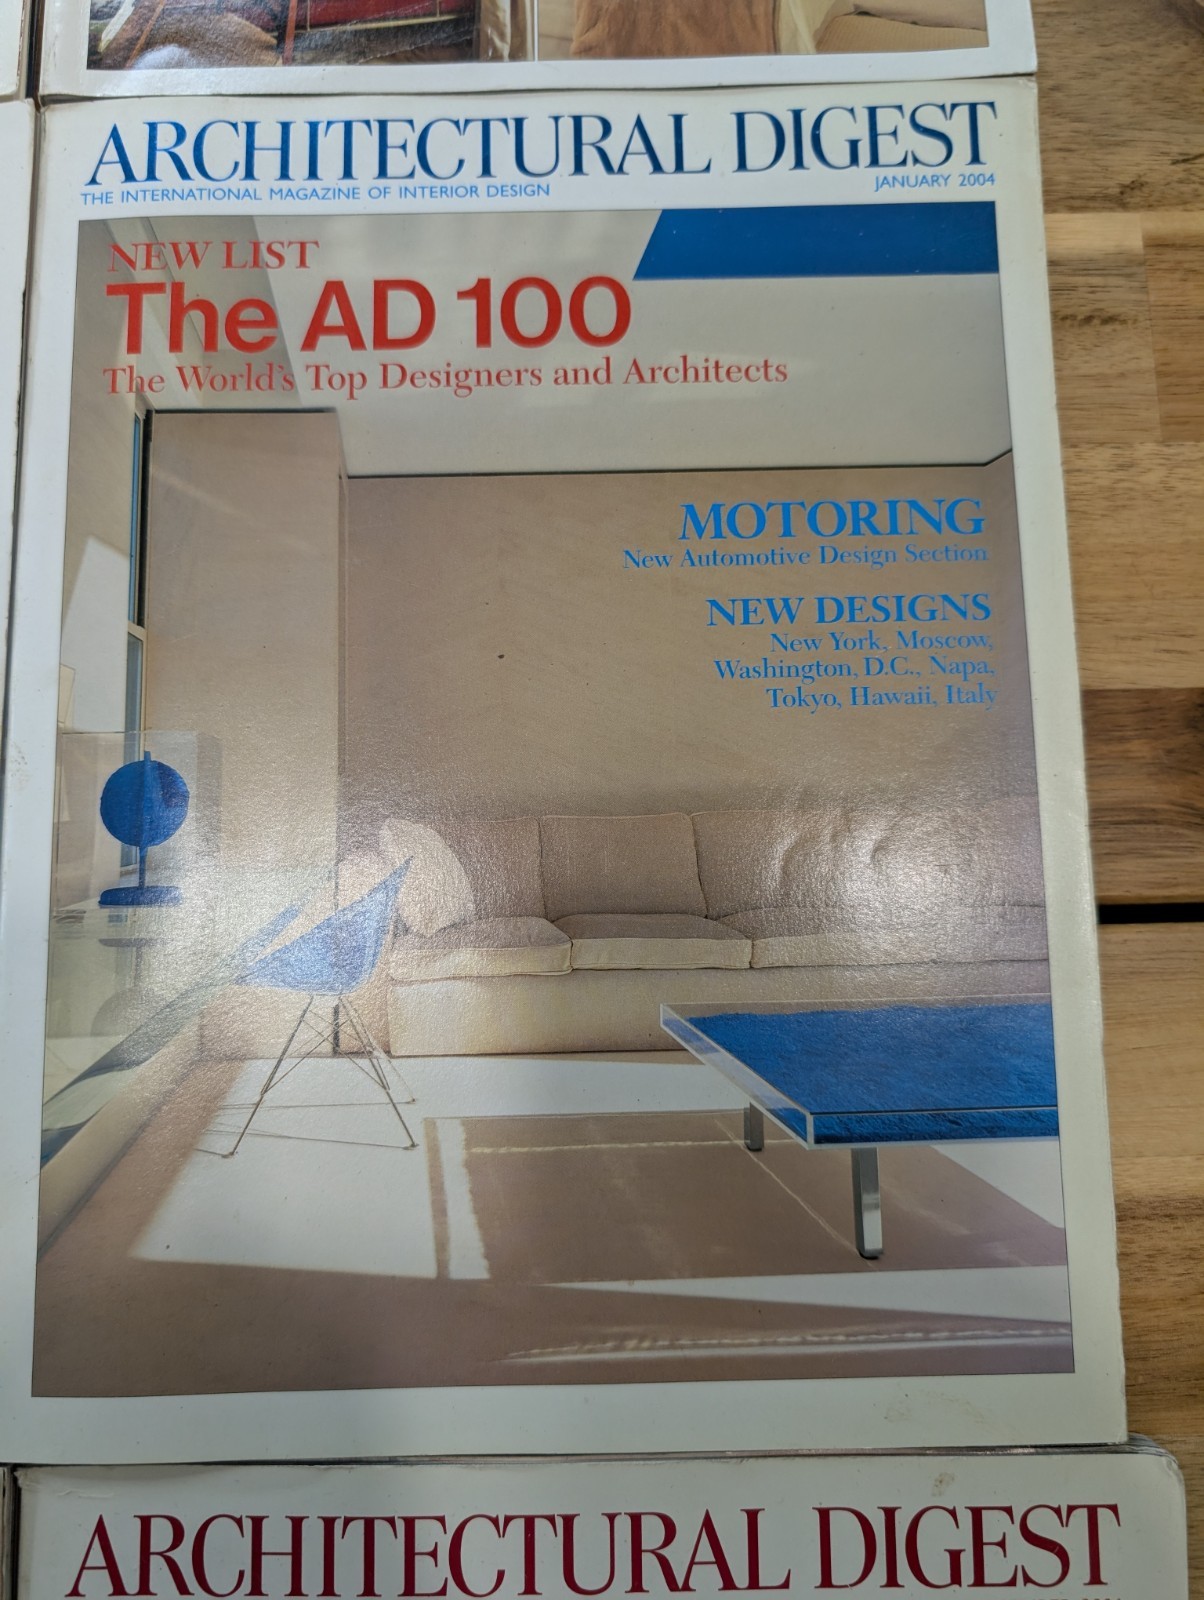 ARCHITECTURAL DIGEST
THE INTERNATIONAL MAGAZINE OF INTERIOR DESIGN
JANUARY 2004
NEW LIST
The AD 100
The World's Top Designers and Architects
MOTORING
New Automotive Design Section
NEW DESIGNS
New York, Moscow,
Washington, D.C., Napa,
Tokyo, Hawaii, Italy
ARCHITECTURAL DIGEST